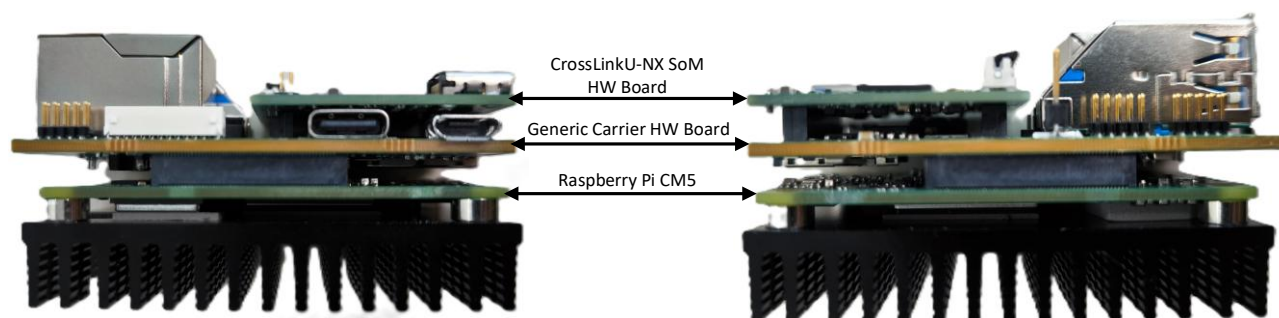 CrossLinkU-NX SoM
HW Board
Generic Carrier HW Board
Raspberry Pi CM5